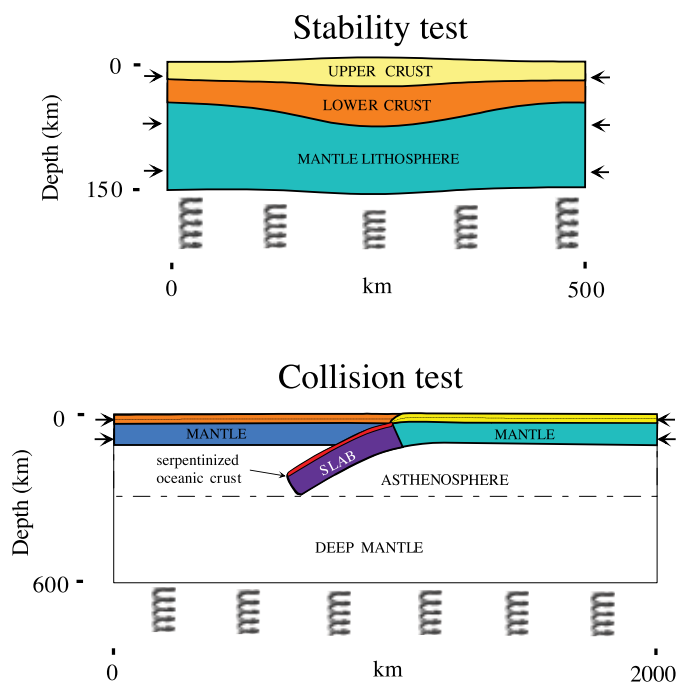 Stability test
0
UPPER CRUST
LOWER CRUST
MANTLE LITHOSPHERE
Depth (km)
150
0
km
500
Collision test
0
MANTLE
MANTLE
SLAB
serpentinized
oceanic crust
ASTHENOSPHERE
Depth (km)
DEEP MANTLE
600
0
km
2000